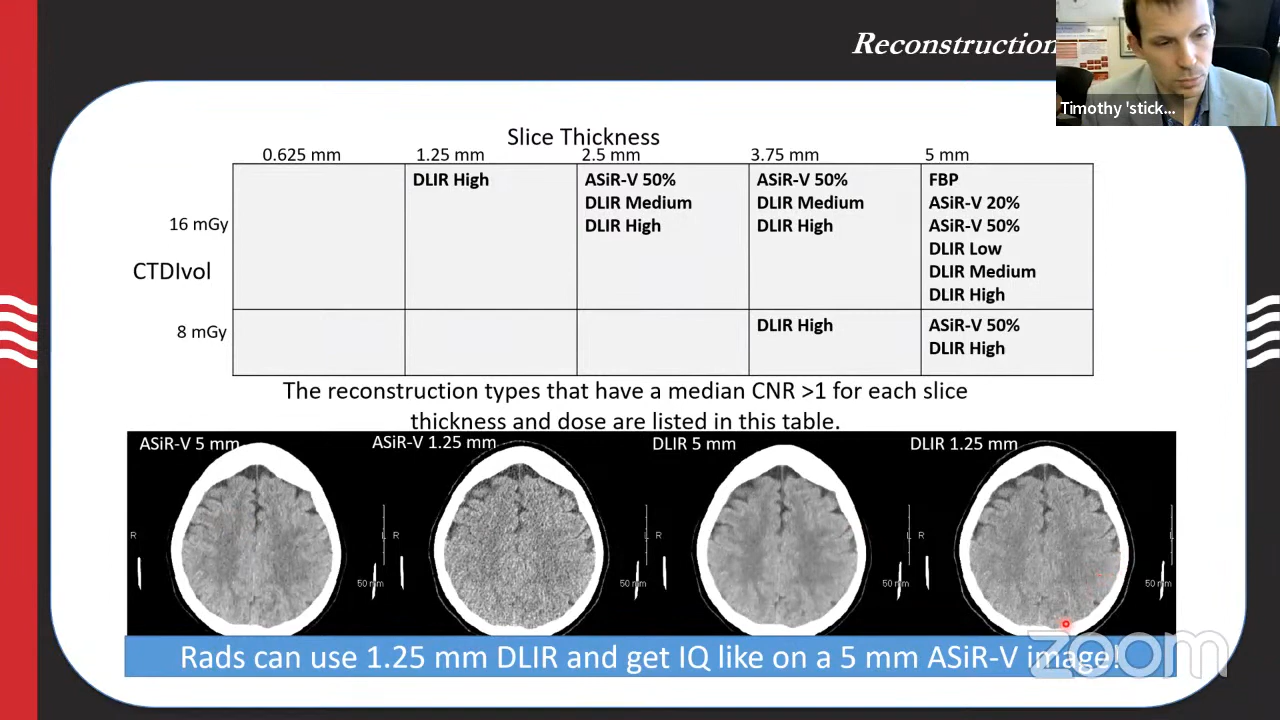 Reconstruction
Timothy 'stick...
Slice Thickness
0.625 mm 1.25 mm 2.5 mm 3.75 mm 5 mm
DLIR High
ASiR-V 50%
DLIR Medium
DLIR High
ASiR-V 50%
DLIR Medium
DLIR High
FBP
ASiR-V 20%
ASiR-V 50%
DLIR Low
DLIR Medium
DLIR High
16 mGy
CTDIvol
8 mGy
DLIR High
ASiR-V 50%
DLIR High
The reconstruction types that have a median CNR >1 for each slice
thickness and dose are listed in this table.
ASiR-V 5 mm ASiR-V 1.25 mm DLIR 5 mm DLIR 1.25 mm
R L R L R L R L
50 mm 50 mm 50 mm 50 mm
Rads can use 1.25 mm DLIR and get IQ like on a 5 mm ASiR-V image!
zoom